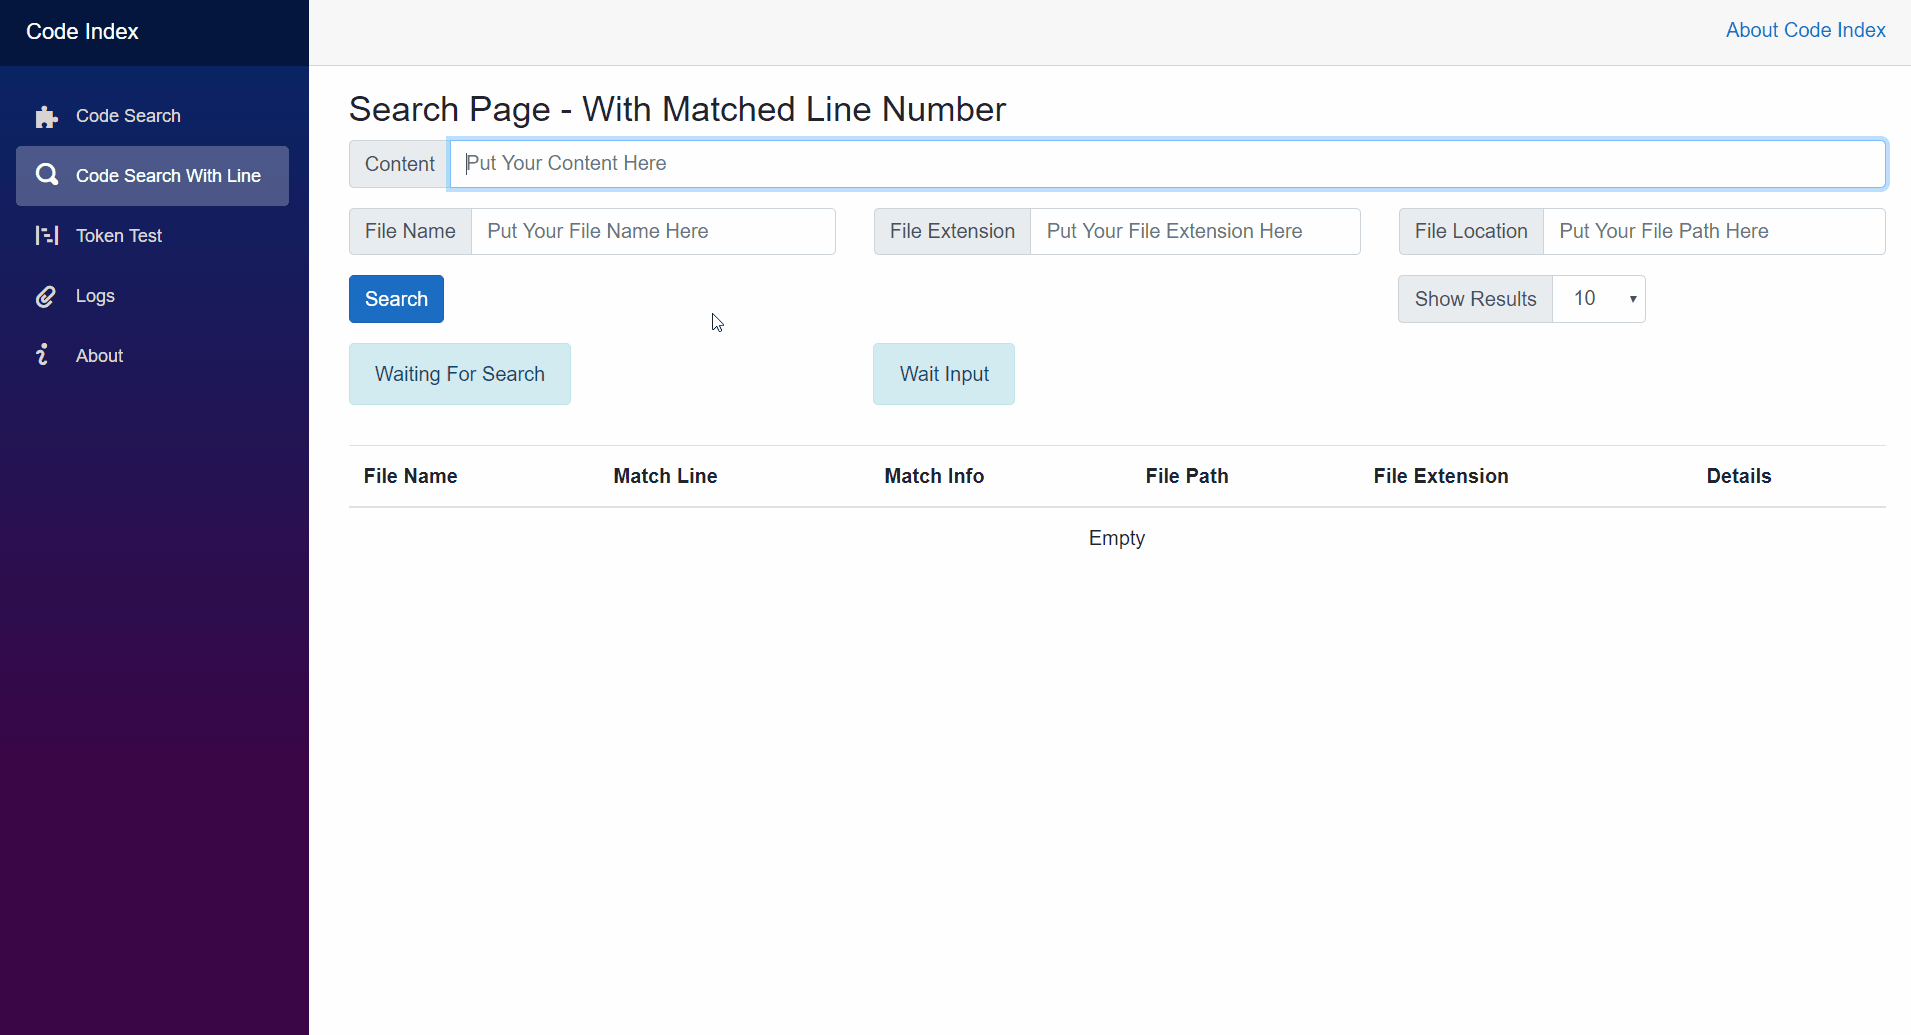 Code Index
About Code Index
Code Search
Code Search With Line
Token Test
Logs
About
Search Page - With Matched Line Number
Content Put Your Content Here
File Name Put Your File Name Here File Extension Put Your File Extension Here File Location Put Your File Path Here
Search Show Results 10
Waiting For Search Wait Input
File Name Match Line Match Info File Path File Extension Details
Empty